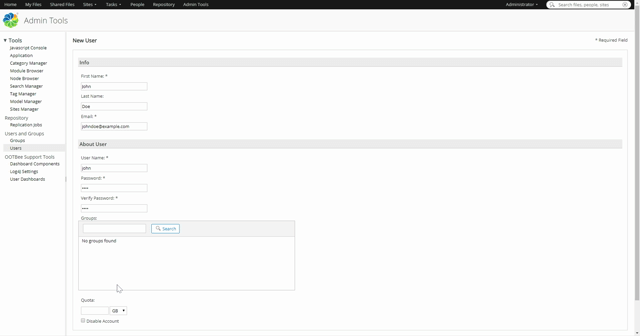 Home My Files Shared Files Sites Tasks People Repository Admin Tools Administrator Search files, people, sites
Admin Tools
Tools
JavaScript Console
Application
Category Manager
Module Browser
Node Browser
Search Manager
Tag Manager
Model Manager
Sites Manager
Repository
Replication Jobs
Users and Groups
Groups
Users
OOTBee Support Tools
Dashboard Components
Log4j Settings
User Dashboards
New User * Required Field
Info
First Name: *
John
Last Name:
Doe
Email: *
johndoe@example.com
About User
User Name: *
john
Password: *
••••
Verify Password: *
••••
Groups:
Search
No groups found
Quota:
GB
Disable Account